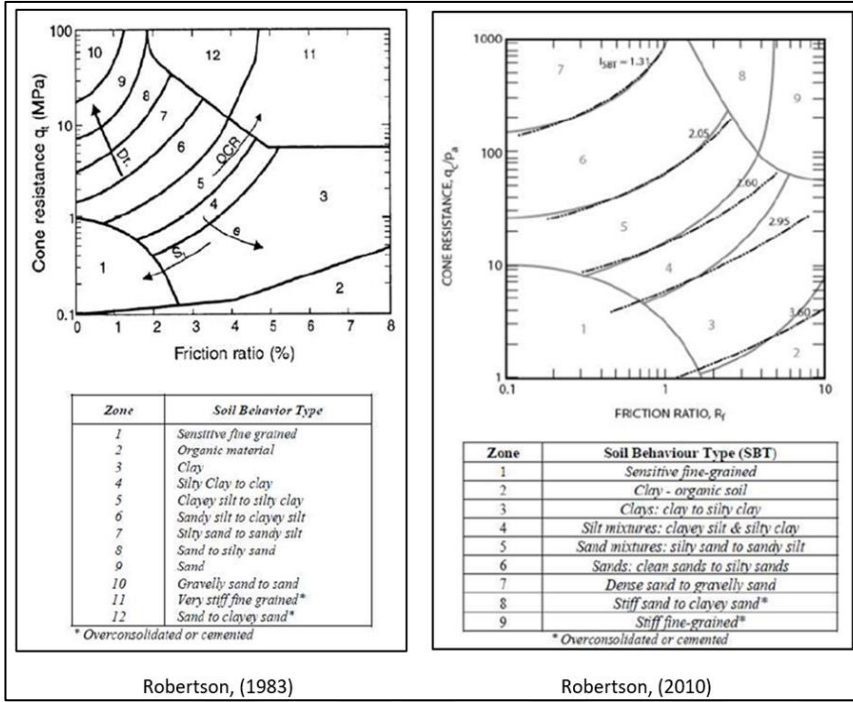 Cone resistance qt (MPa)
100
10
1
0.1
10
9
8
7
6
5
4
12
11
3
1
2
Dr.
OCR
e
St
0 1 2 3 4 5 6 7 8
Friction ratio (%)
Zone Soil Behavior Type
1 Sensitive fine grained
2 Organic material
3 Clay
4 Silty Clay to clay
5 Clayey silt to silty clay
6 Sandy silt to clayey silt
7 Silty sand to sandy silt
8 Sand to silty sand
9 Sand
10 Gravelly sand to sand
11 Very stiff fine grained*
12 Sand to clayey sand*
* Overconsolidated or cemented
Robertson, (1983)
CONE RESISTANCE, qc/pa
1000
100
10
1
7
ISBT = 1.31
8
9
2.05
6
2.60
5
2.95
4
3.60
1
3
2
0.1 1 10
FRICTION RATIO, Rf
Zone Soil Behaviour Type (SBT)
1 Sensitive fine-grained
2 Clay - organic soil
3 Clays: clay to silty clay
4 Silt mixtures: clayey silt & silty clay
5 Sand mixtures: silty sand to sandy silt
6 Sands: clean sands to silty sands
7 Dense sand to gravelly sand
8 Stiff sand to clayey sand*
9 Stiff fine-grained*
* Overconsolidated or cemented
Robertson, (2010)